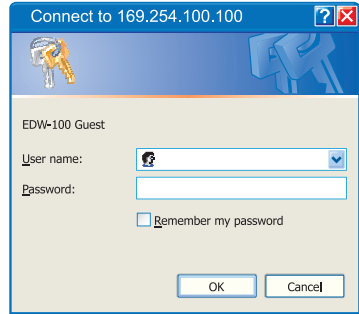 Connect to 169.254.100.100
EDW-100 Guest
User name:
Password:
Remember my password
OK Cancel